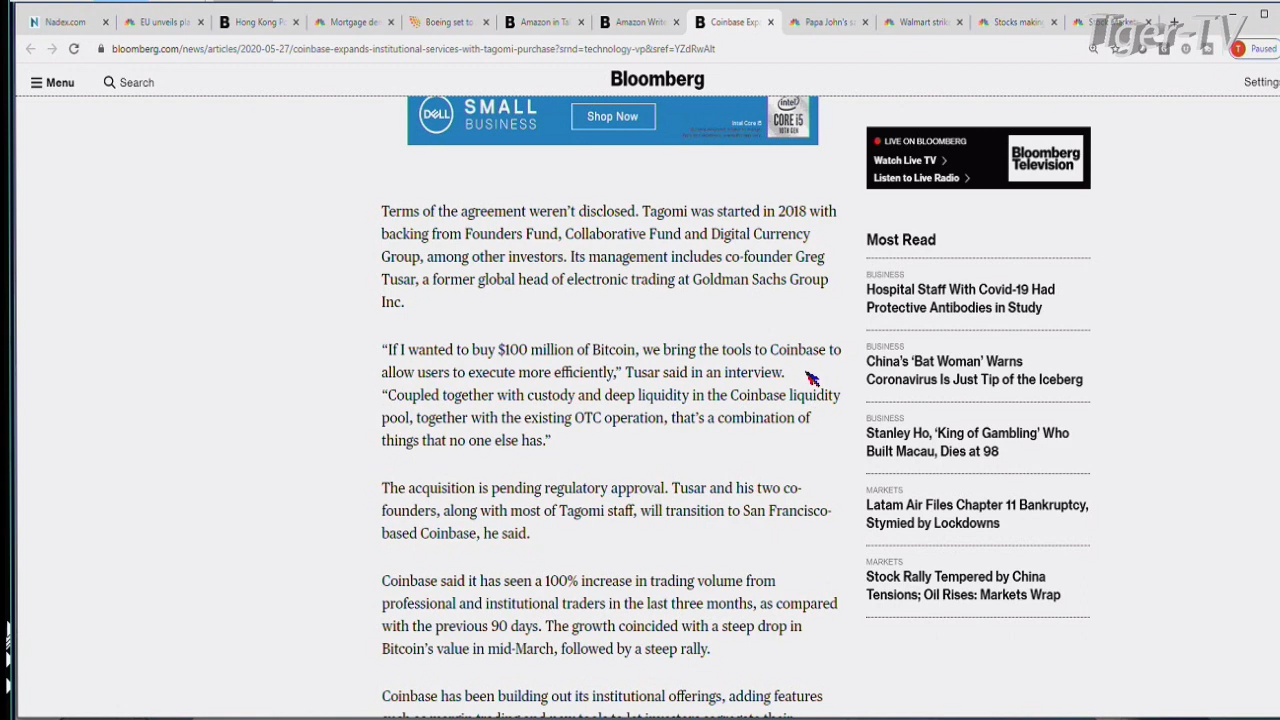 Nadex.com
EU unveils pl
Hong Kong P
Mortgage de
Boeing set to
Amazon in Ta
Amazon Write
Coinbase Exp
Papa John's s
Walmart strik
Stocks makin
Tiger-TV
bloomberg.com/news/articles/2020-05-27/coinbase-expands-institutional-services-with-tagomi-purchase?srnd=technology-vp&sref=YZdRwAlt
T
Paused
Menu
Search
Bloomberg
Setting
DELL
SMALL
BUSINESS
Shop Now
Intel Core i5
intel
CORE i5
10TH GEN
LIVE ON BLOOMBERG
Watch Live TV
Listen to Live Radio
Bloomberg
Television
Terms of the agreement weren't disclosed. Tagomi was started in 2018 with
backing from Founders Fund, Collaborative Fund and Digital Currency
Group, among other investors. Its management includes co-founder Greg
Tusar, a former global head of electronic trading at Goldman Sachs Group
Inc.
“If I wanted to buy $100 million of Bitcoin, we bring the tools to Coinbase to
allow users to execute more efficiently,” Tusar said in an interview.
“Coupled together with custody and deep liquidity in the Coinbase liquidity
pool, together with the existing OTC operation, that's a combination of
things that no one else has.”
The acquisition is pending regulatory approval. Tusar and his two co-
founders, along with most of Tagomi staff, will transition to San Francisco-
based Coinbase, he said.
Coinbase said it has seen a 100% increase in trading volume from
professional and institutional traders in the last three months, as compared
with the previous 90 days. The growth coincided with a steep drop in
Bitcoin's value in mid-March, followed by a steep rally.
Coinbase has been building out its institutional offerings, adding features
Most Read
BUSINESS
Hospital Staff With Covid-19 Had
Protective Antibodies in Study
BUSINESS
China's ‘Bat Woman’ Warns
Coronavirus Is Just Tip of the Iceberg
BUSINESS
Stanley Ho, ‘King of Gambling’ Who
Built Macau, Dies at 98
MARKETS
Latam Air Files Chapter 11 Bankruptcy,
Stymied by Lockdowns
MARKETS
Stock Rally Tempered by China
Tensions; Oil Rises: Markets Wrap